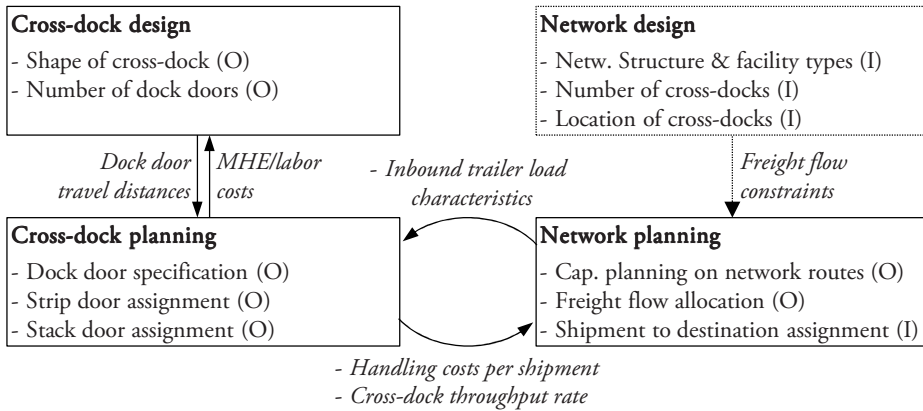 Cross-dock design
- Shape of cross-dock (O)
- Number of dock doors (O)
Network design
- Netw. Structure & facility types (I)
- Number of cross-docks (I)
- Location of cross-docks (I)
Dock door
travel distances
MHE/labor
costs
- Inbound trailer load
characteristics
Freight flow
constraints
Cross-dock planning
- Dock door specification (O)
- Strip door assignment (O)
- Stack door assignment (O)
Network planning
- Cap. planning on network routes (O)
- Freight flow allocation (O)
- Shipment to destination assignment (I)
- Handling costs per shipment
- Cross-dock throughput rate